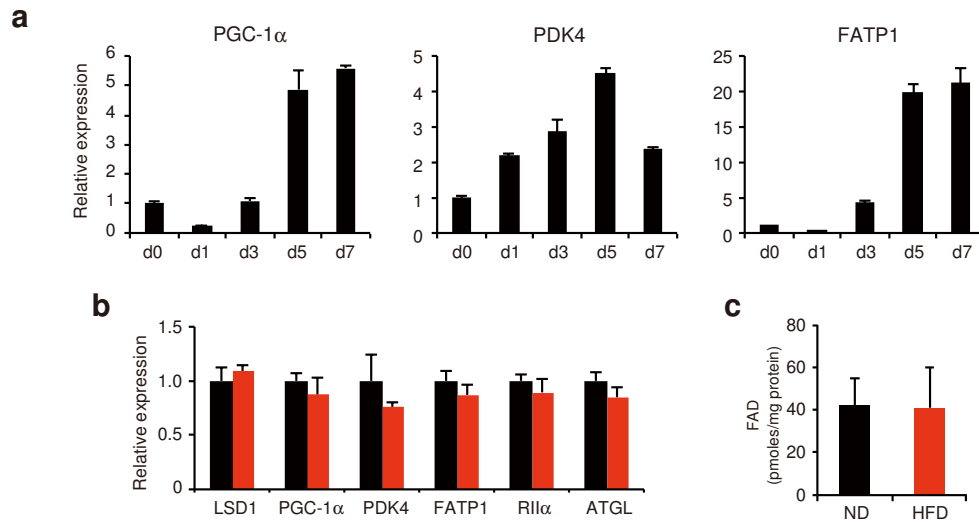 a
PGC-1α
PDK4
FATP1
Relative expression
6
5
4
3
2
1
0
d0 d1 d3 d5 d7
5
4
3
2
1
0
d0 d1 d3 d5 d7
25
20
15
10
5
0
d0 d1 d3 d5 d7
b
Relative expression
1.5
1.0
0.5
0
LSD1 PGC-1α PDK4 FATP1 RIIα ATGL
c
FAD
(pmoles/mg protein)
80
60
40
20
0
ND HFD